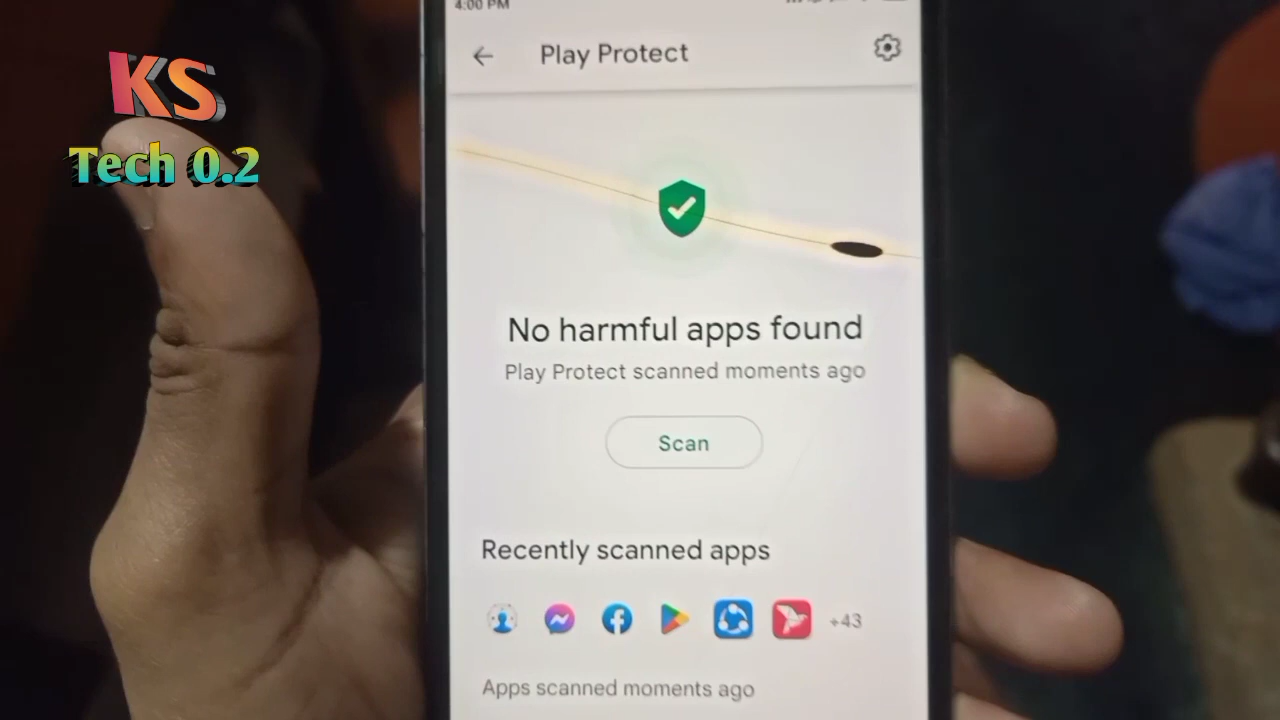 4:00 PM
Play Protect
KS
Tech 0.2
No harmful apps found
Play Protect scanned moments ago
Scan
Recently scanned apps
+43
Apps scanned moments ago